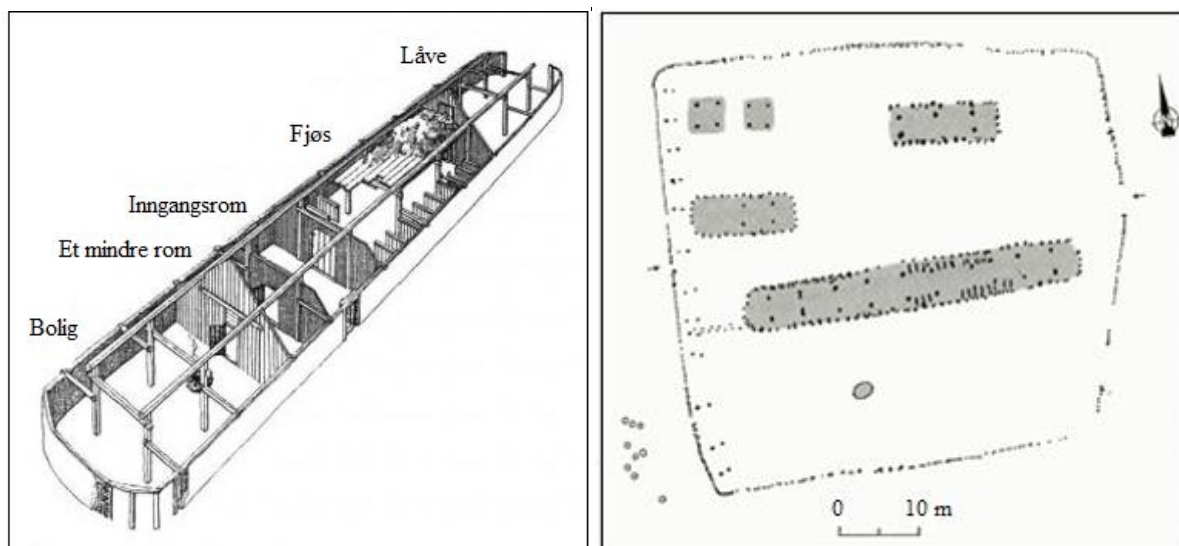 Låve
Fjøs
Inngangsrom
Et mindre rom
Bolig
0 10 m